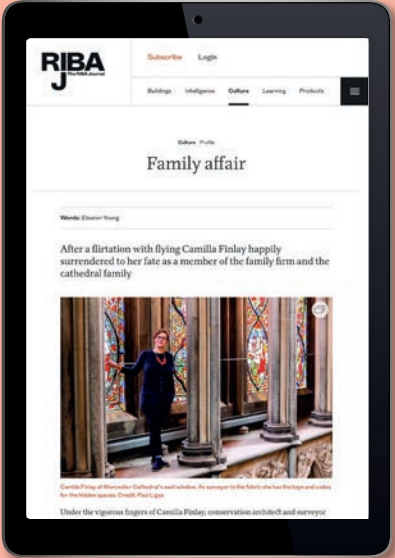 RIBA
J The RIBA Journal
Subscribe Login
Buildings Intelligence Culture Learning Products
Culture Profile
Family affair
Words: Eleanor Young
After a flirtation with flying Camilla Finlay happily
surrendered to her fate as a member of the family firm and the
cathedral family
Camilla Finlay at Worcester Cathedral's east window. As surveyor to the fabric she has the keys and codes
for the hidden spaces. Credit: Paul Ligas
Under the vigorous fingers of Camilla Finlay, conservation architect and surveyor